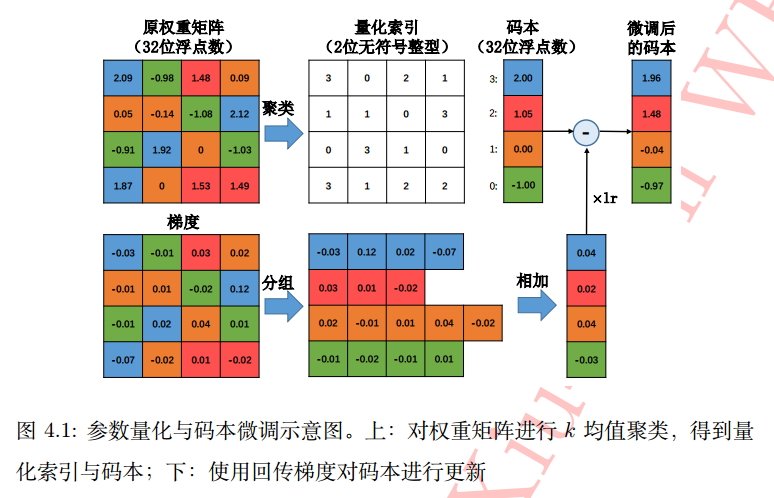 原权重矩阵
(32位浮点数)
量化索引
(2位无符号整型)
码本
(32位浮点数)
微调后
的码本
2.09 -0.98 1.48 0.09
0.05 -0.14 -1.08 2.12
-0.91 1.92 0 -1.03
1.87 0 1.53 1.49
聚类
3 0 2 1
1 1 0 3
0 3 1 0
3 1 2 2
3: 2.00
2: 1.05
1: 0.00
0: -1.00
-
×lr
1.96
1.48
-0.04
-0.97
梯度
-0.03 -0.01 0.03 0.02
-0.01 0.01 -0.02 0.12
-0.01 0.02 0.04 0.01
-0.07 -0.02 0.01 -0.02
分组
-0.03 0.12 0.02 -0.07
0.03 0.01 -0.02
0.02 -0.01 0.01 0.04 -0.02
-0.01 -0.02 -0.01 0.01
相加
0.04
0.02
0.04
-0.03
图 4.1: 参数量化与码本微调示意图。上：对权重矩阵进行 k 均值聚类，得到量
化索引与码本；下：使用回传梯度对码本进行更新